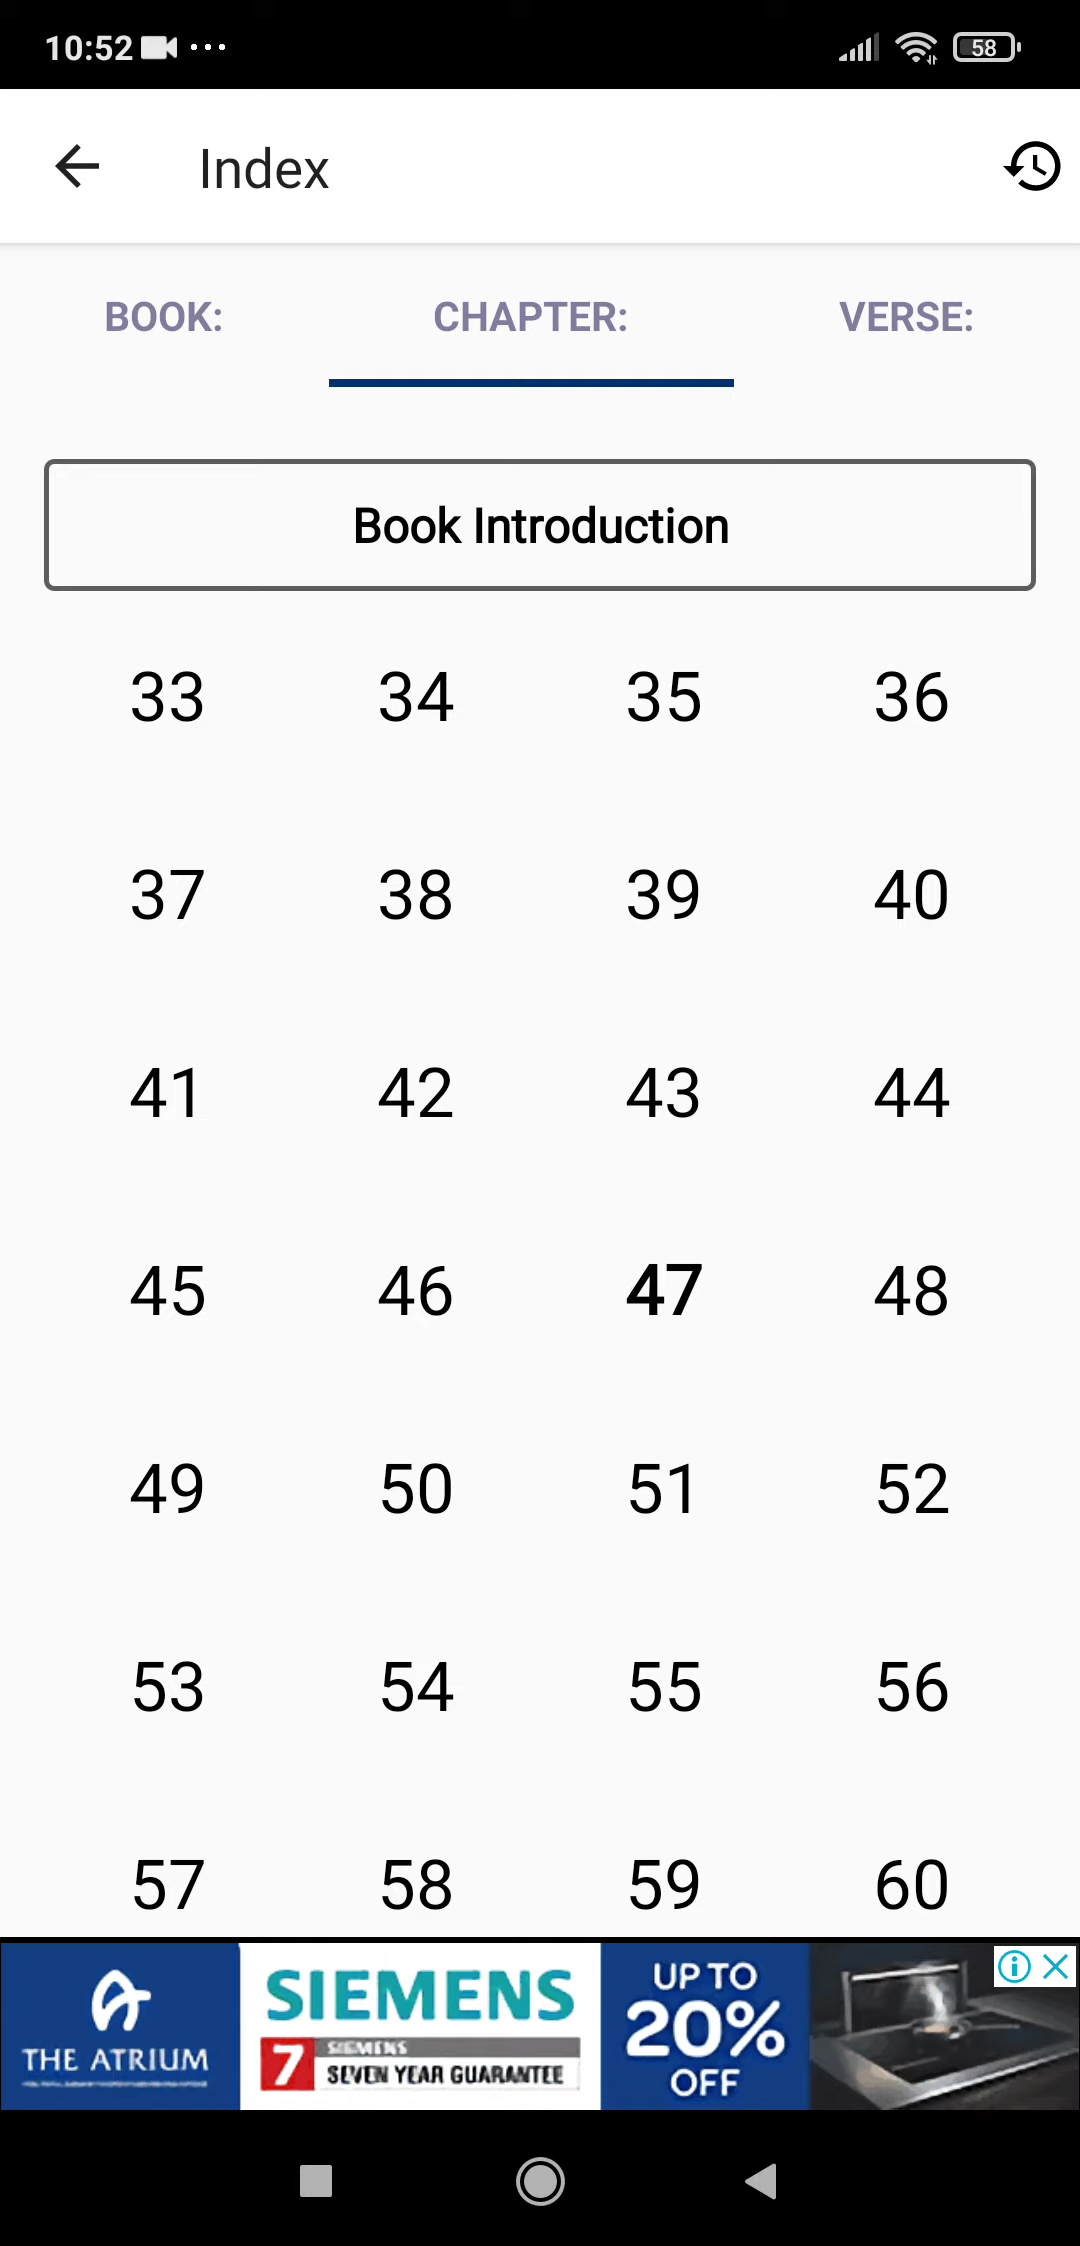 10:52
58
Index
BOOK: CHAPTER: VERSE:
Book Introduction
33 34 35 36
37 38 39 40
41 42 43 44
45 46 47 48
49 50 51 52
53 54 55 56
57 58 59 60
THE ATRIUM
SIEMENS
7 SIEMENS
SEVEN YEAR GUARANTEE
UP TO
20%
OFF